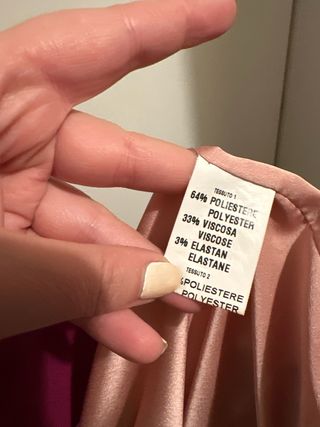 TESSUTO 1
64% POLIESTERE
POLYESTER
33% VISCOSA
VISCOSE
3% ELASTAN
ELASTANE
TESSUTO 2
%POLIESTERE
POLYESTER